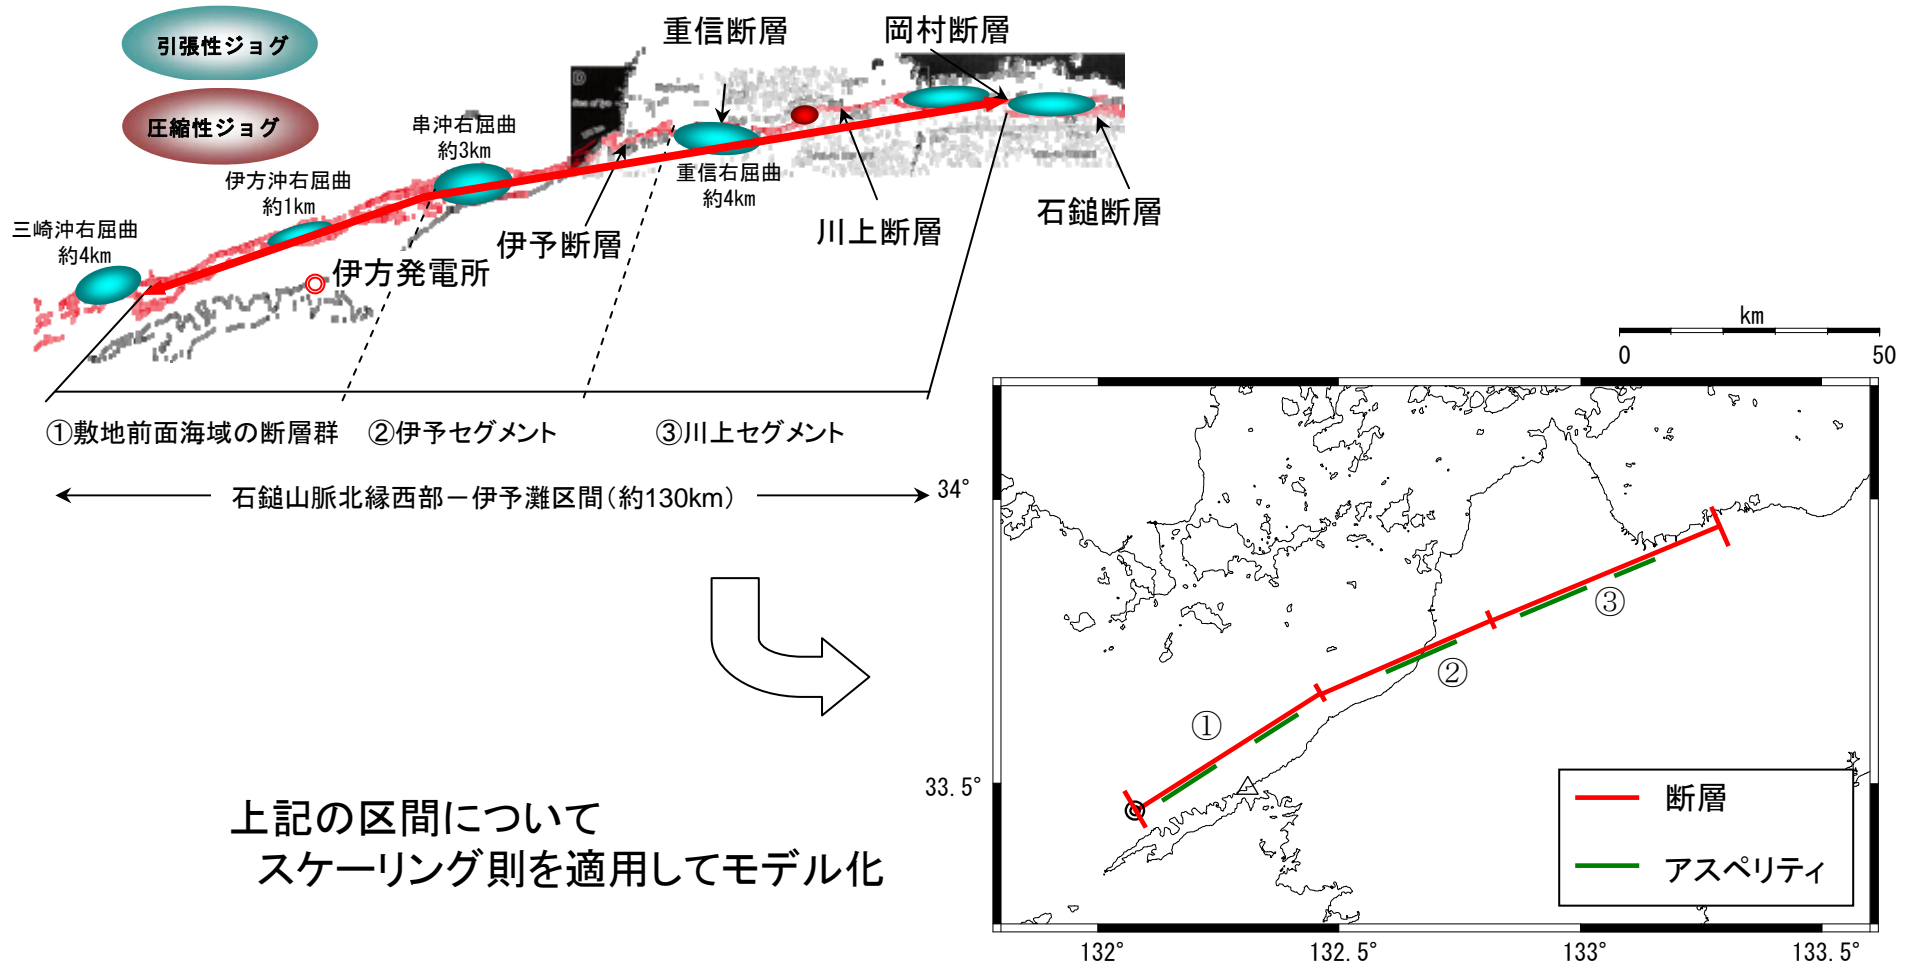 引張性ジョグ
圧縮性ジョグ
重信断層
岡村断層
串沖右屈曲
約3km
伊方沖右屈曲
約1km
三崎沖右屈曲
約4km
重信右屈曲
約4km
伊予断層
川上断層
石鎚断層
伊方発電所
①敷地前面海域の断層群
②伊予セグメント
③川上セグメント
石鎚山脈北縁西部－伊予灘区間（約130km）
上記の区間について
スケーリング則を適用してモデル化
km
0
50
34°
33.5°
①
②
③
断層
アスペリティ
132°
132.5°
133°
133.5°